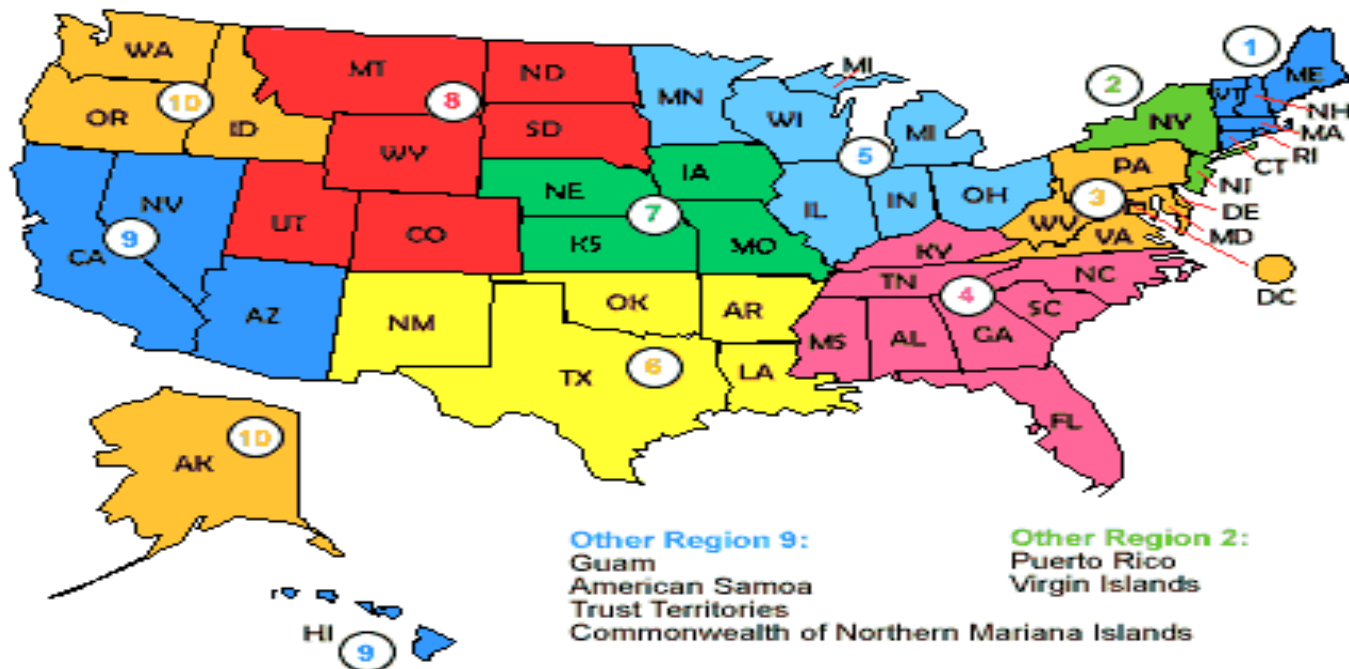 1
MI
WA
MT
ND
ME
2
10
8
MN
VT
NH
OR
ID
SD
WI
MI
NY
MA
WY
5
RI
CT
IA
PA
NE
NJ
NV
UT
CO
7
IL
IN
OH
3
DE
WV
MD
9
KS
MO
VA
CA
KY
TN
NC
4
DC
AZ
NM
OK
AR
SC
MS
AL
GA
TX
6
LA
FL
10
AK
HI
9
Other Region 9:
Guam
American Samoa
Trust Territories
Commonwealth of Northern Mariana Islands
Other Region 2:
Puerto Rico
Virgin Islands